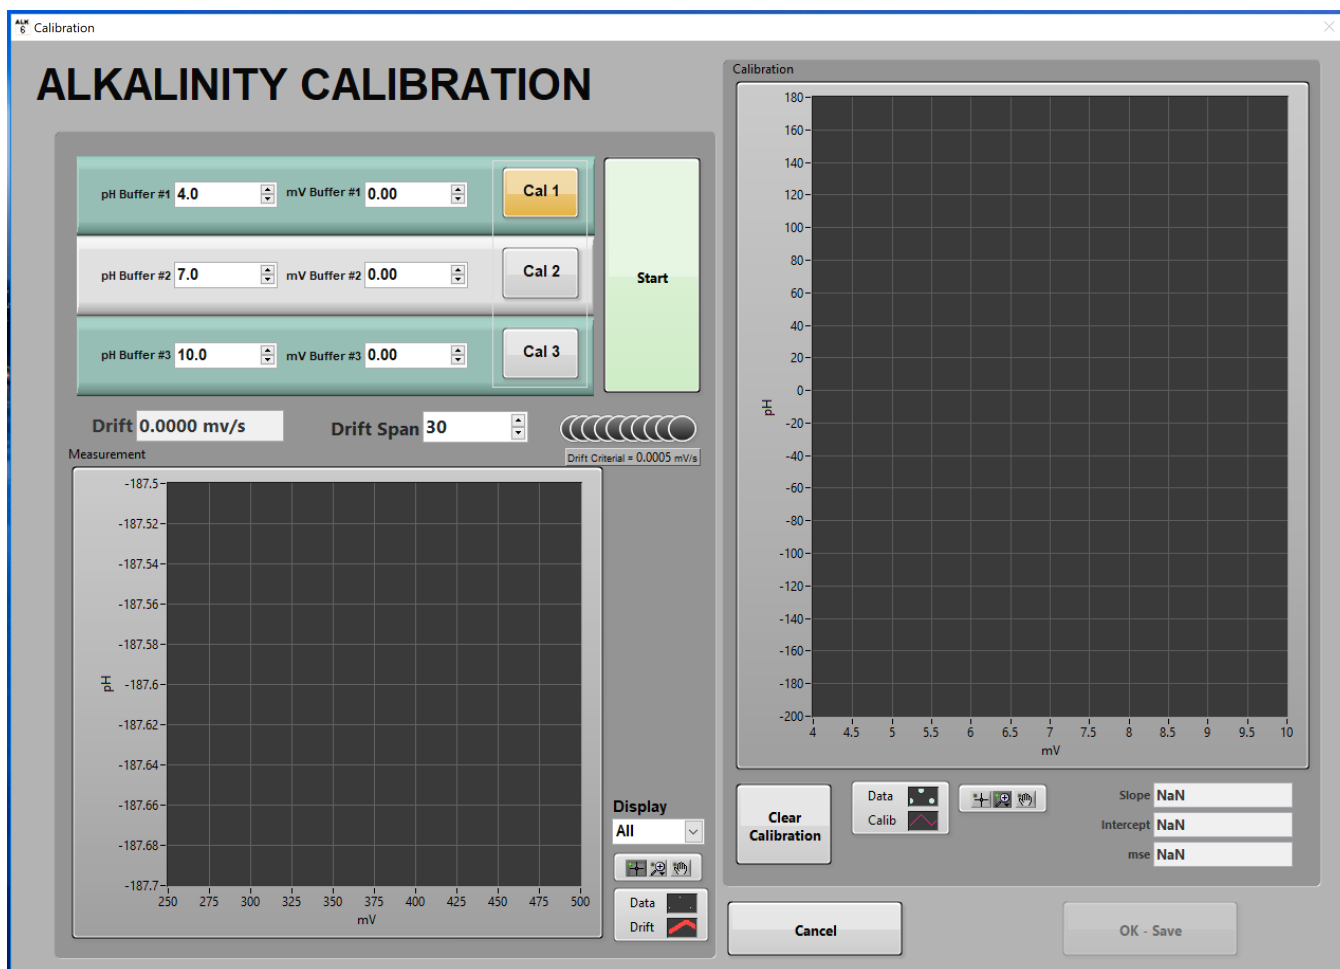 ALK
6 Calibration
ALKALINITY CALIBRATION
pH Buffer #1 4.0 mV Buffer #1 0.00 Cal 1
pH Buffer #2 7.0 mV Buffer #2 0.00 Cal 2
pH Buffer #3 10.0 mV Buffer #3 0.00 Cal 3
Start
Drift 0.0000 mv/s Drift Span 30
Drift Criterial = 0.0005 mV/s
Measurement
-187.5
-187.52
-187.54
-187.56
-187.58
-187.6
-187.62
-187.64
-187.66
-187.68
-187.7
pH
250 275 300 325 350 375 400 425 450 475 500
mV
Display
All
Data
Drift
Calibration
180
160
140
120
100
80
60
40
20
0
-20
-40
-60
-80
-100
-120
-140
-160
-180
-200
pH
4 4.5 5 5.5 6 6.5 7 7.5 8 8.5 9 9.5 10
mV
Clear
Calibration
Data
Calib
Slope NaN
Intercept NaN
mse NaN
Cancel
OK - Save